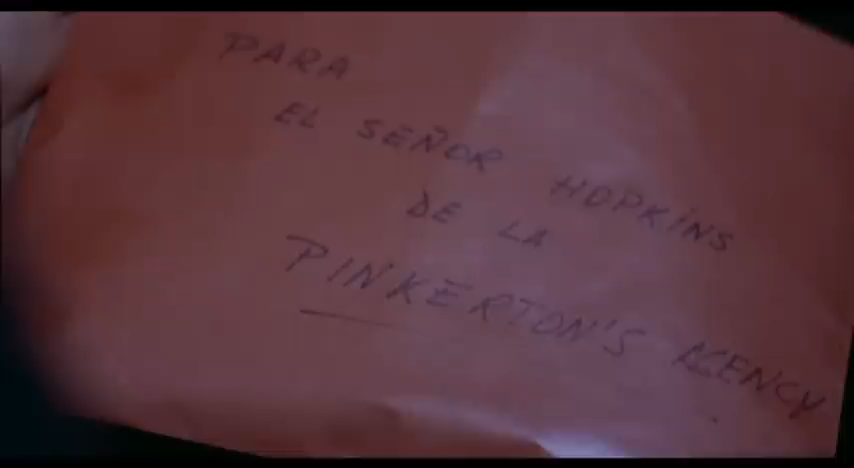 PARA
EL SEÑOR HOPKINS
DE LA
PINKERTON'S AGENCY